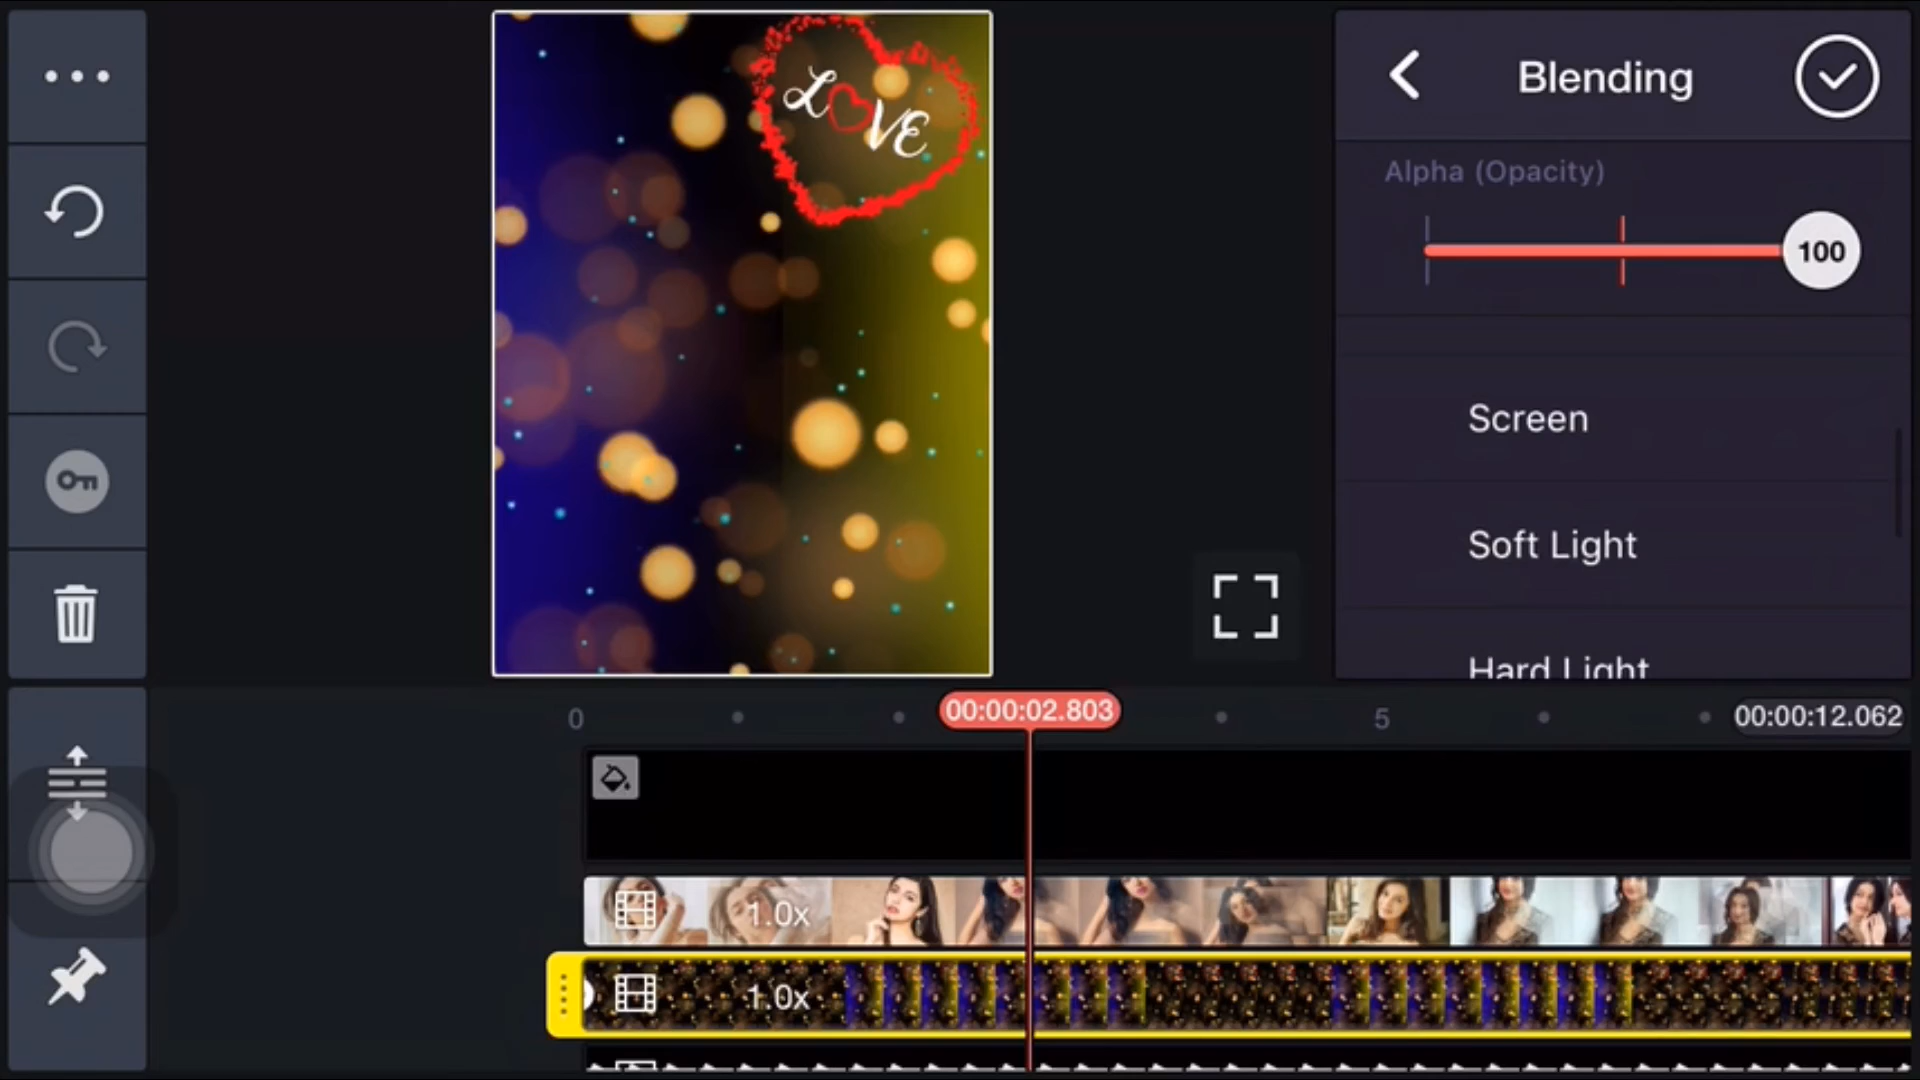 Blending
LOVE
Alpha (Opacity)
100
Screen
Soft Light
Hard Light
0
00:00:02.803
5
00:00:12.062
1.0x
1.0x